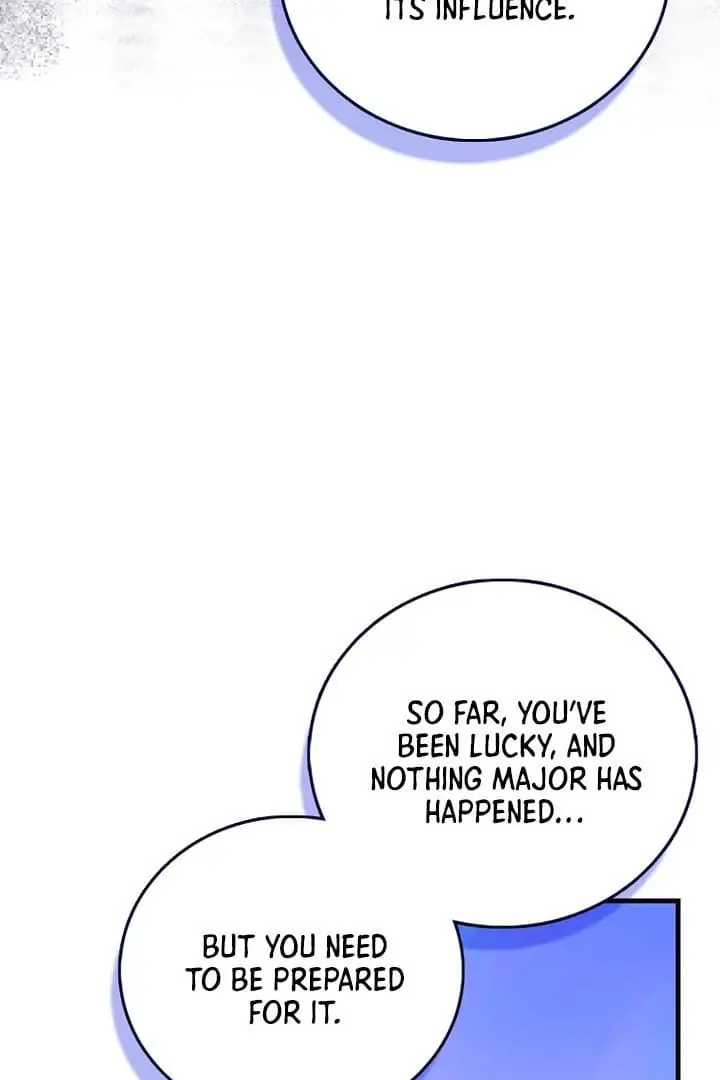 ITS INFLUENCE.
SO FAR, YOU'VE
BEEN LUCKY, AND
NOTHING MAJOR HAS
HAPPENED...
BUT YOU NEED
TO BE PREPARED
FOR IT.